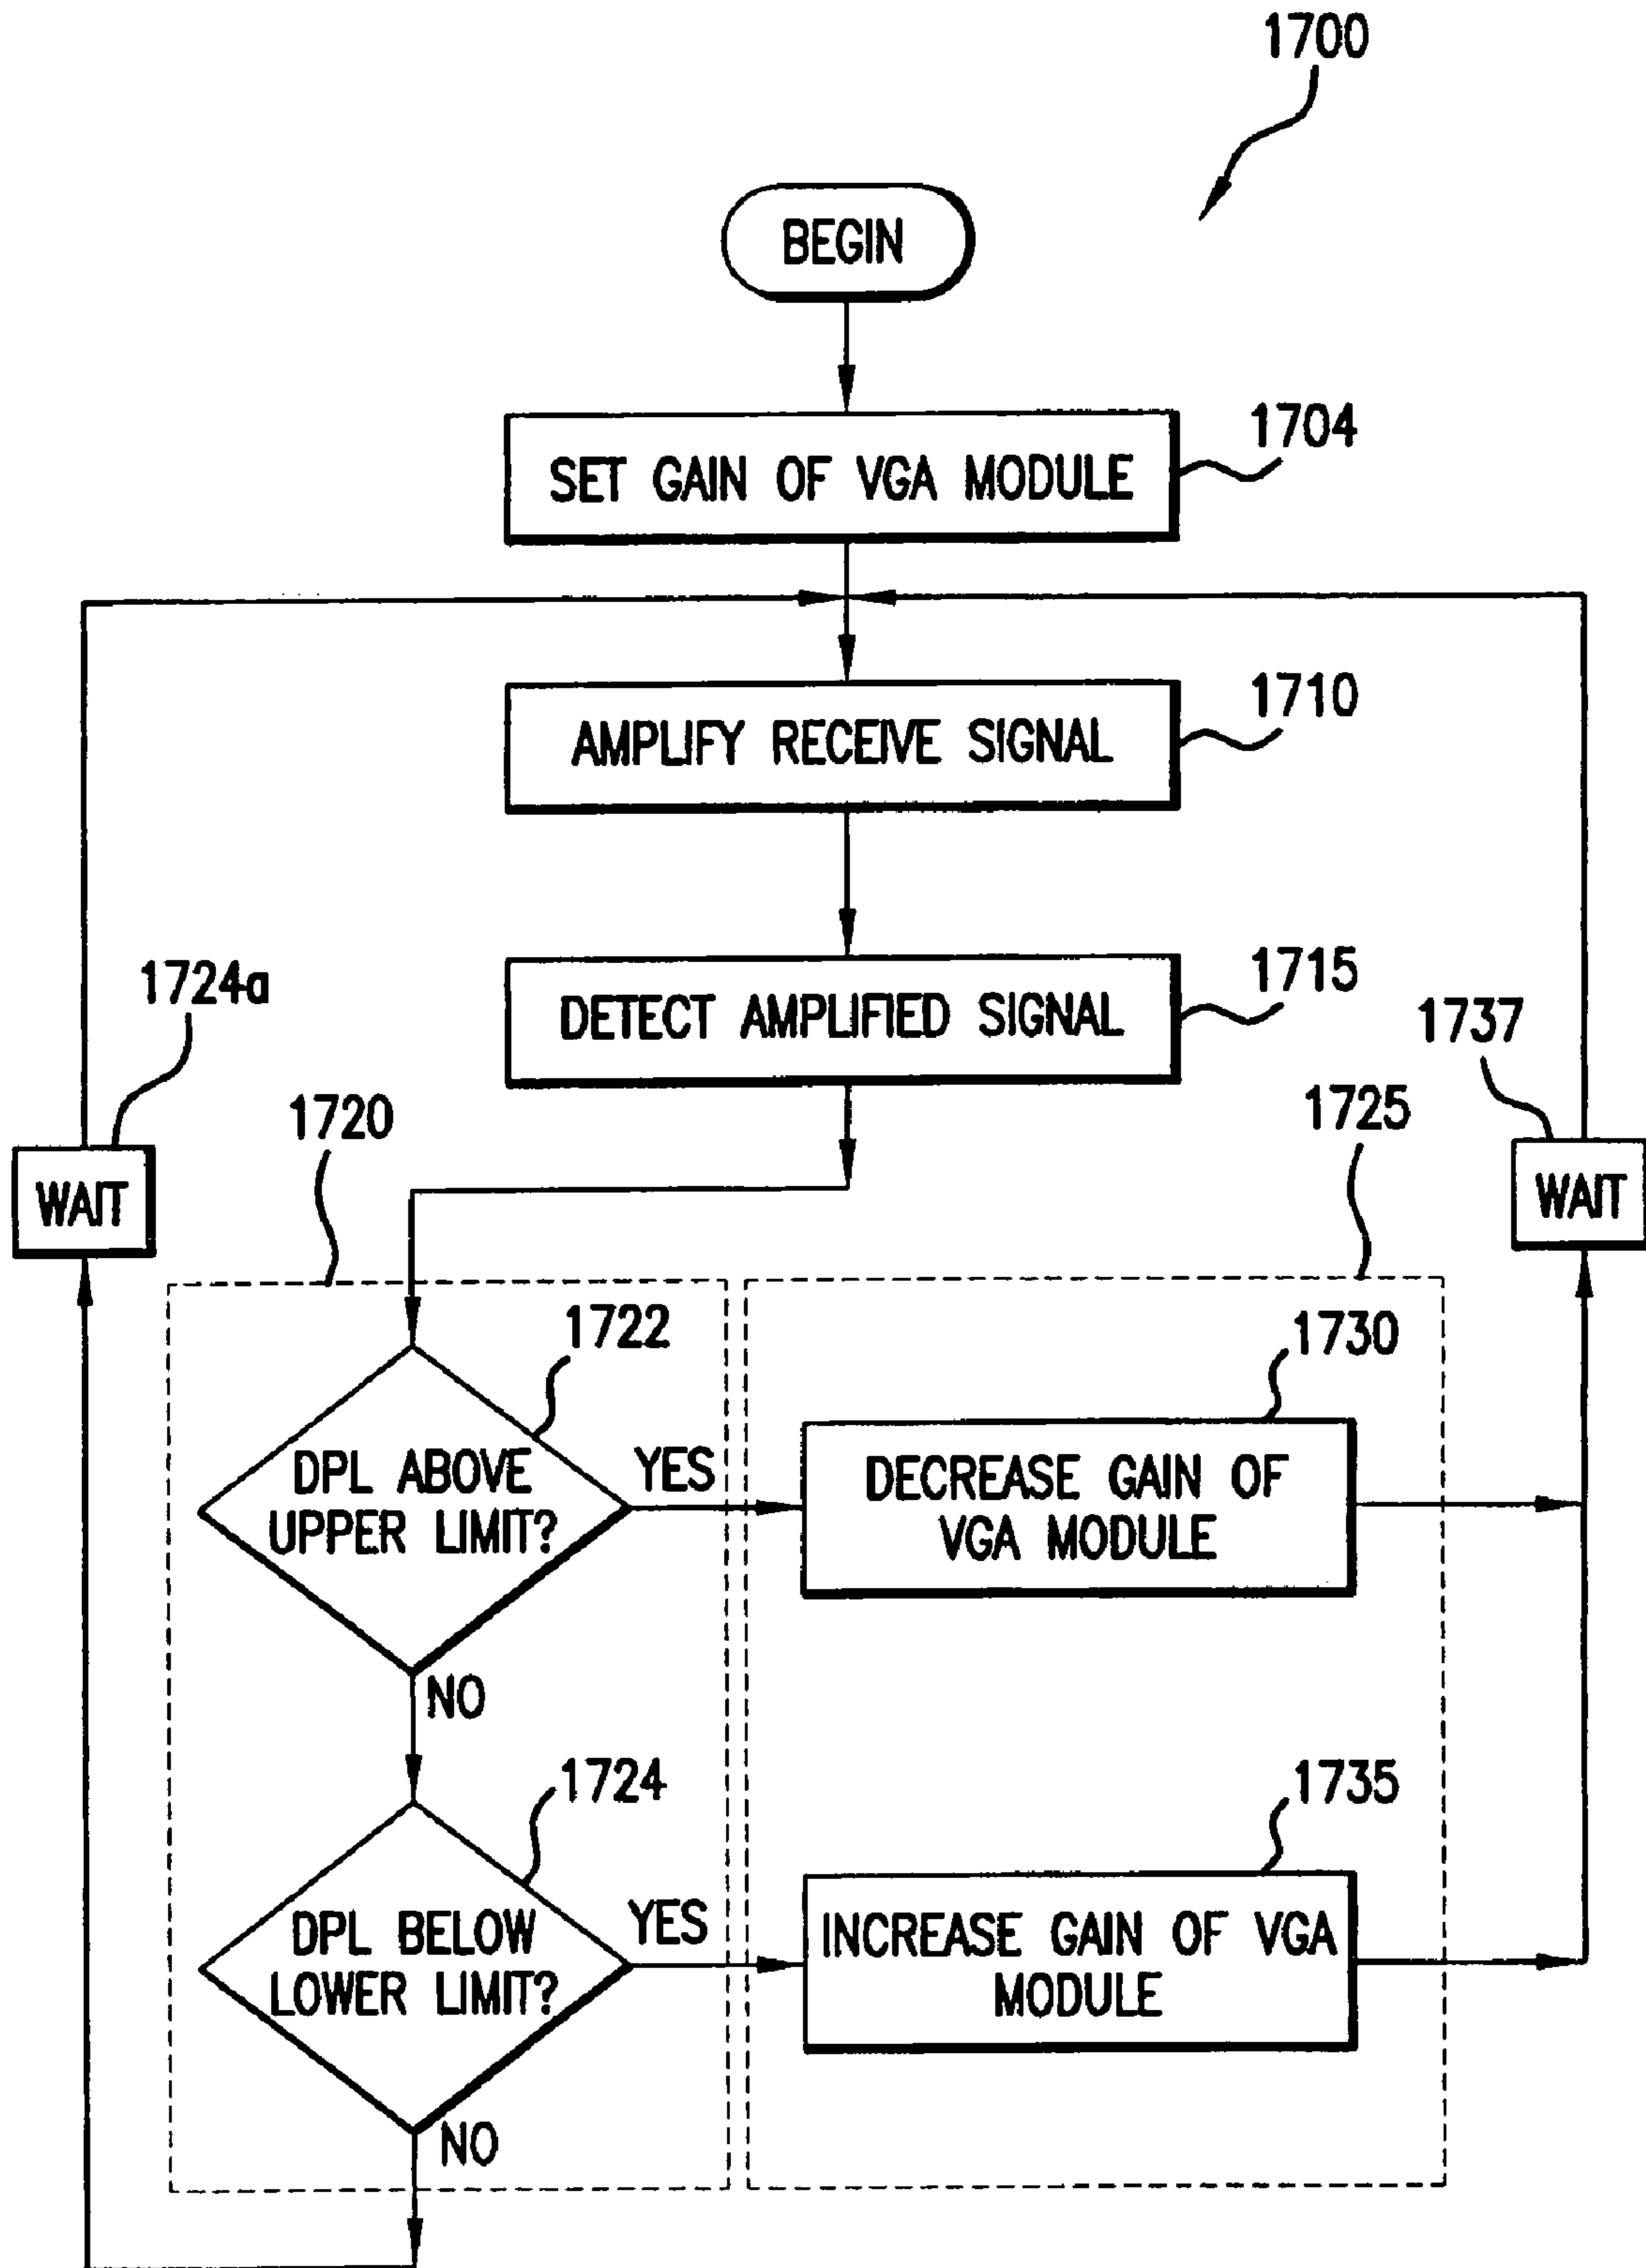 1700
BEGIN
1704
SET GAIN OF VGA MODULE
1710
AMPLIFY RECEIVE SIGNAL
1715
DETECT AMPLIFIED SIGNAL
1724a
1737
1720
1725
WAIT
WAIT
1722
1730
DPL ABOVE
UPPER LIMIT?
YES
DECREASE GAIN OF
VGA MODULE
NO
1724
1735
DPL BELOW
LOWER LIMIT?
YES
INCREASE GAIN OF VGA
MODULE
NO